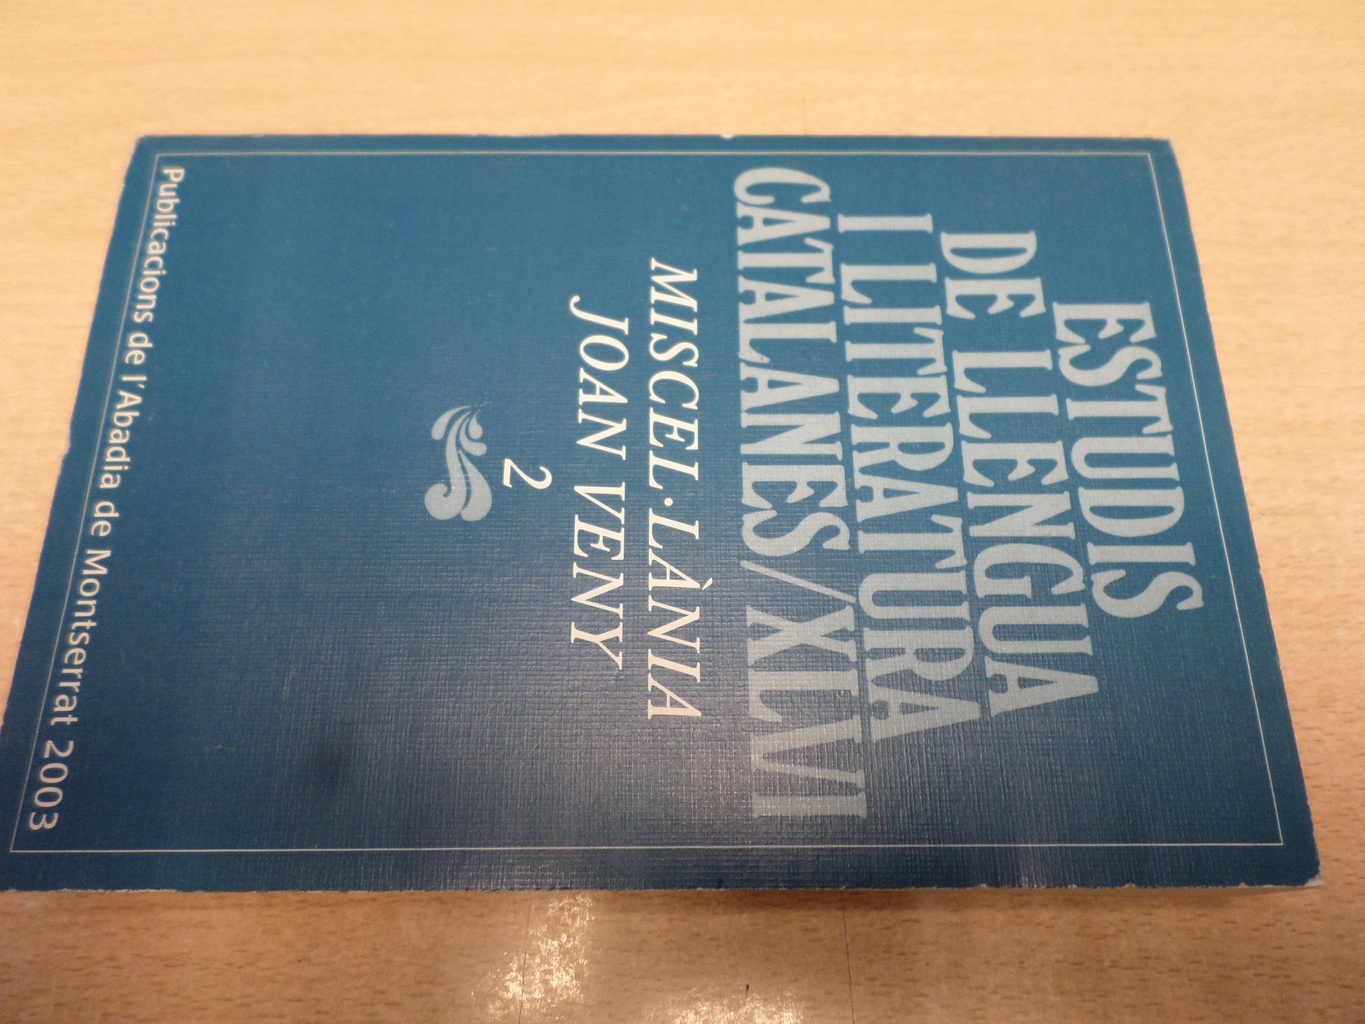 ESTUDIS
DE LLENGUA
I LITERATURA
CATALANES/XLVI
MISCEL·LÀNIA
JOAN VENY
2
Publicacions de l'Abadia de Montserrat 2003